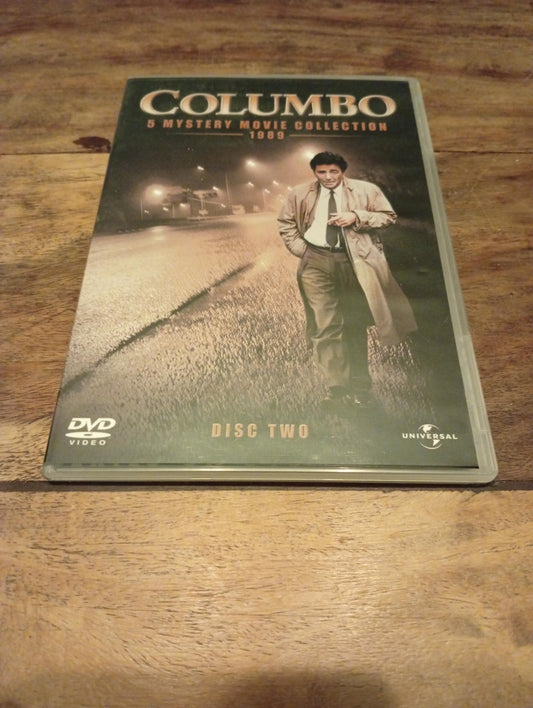 COLUMBO
5 MYSTERY MOVIE COLLECTION
1989
DISC TWO
DVD
VIDEO
UNIVERSAL